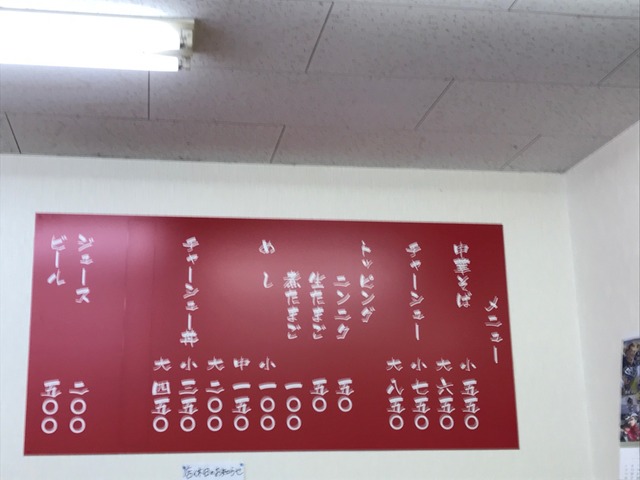 メニュー
中華そば 小 五五〇
大 六五〇
チャーシュー 小 七五〇
大 八五〇
トッピング
ニンニク 五〇
生たまご 五〇
煮たまご 一〇〇
めし 小 一〇〇
中 一五〇
大 二〇〇
チャーシュー丼 小 三五〇
大 四五〇
ジュース 二〇〇
ビール 五〇〇